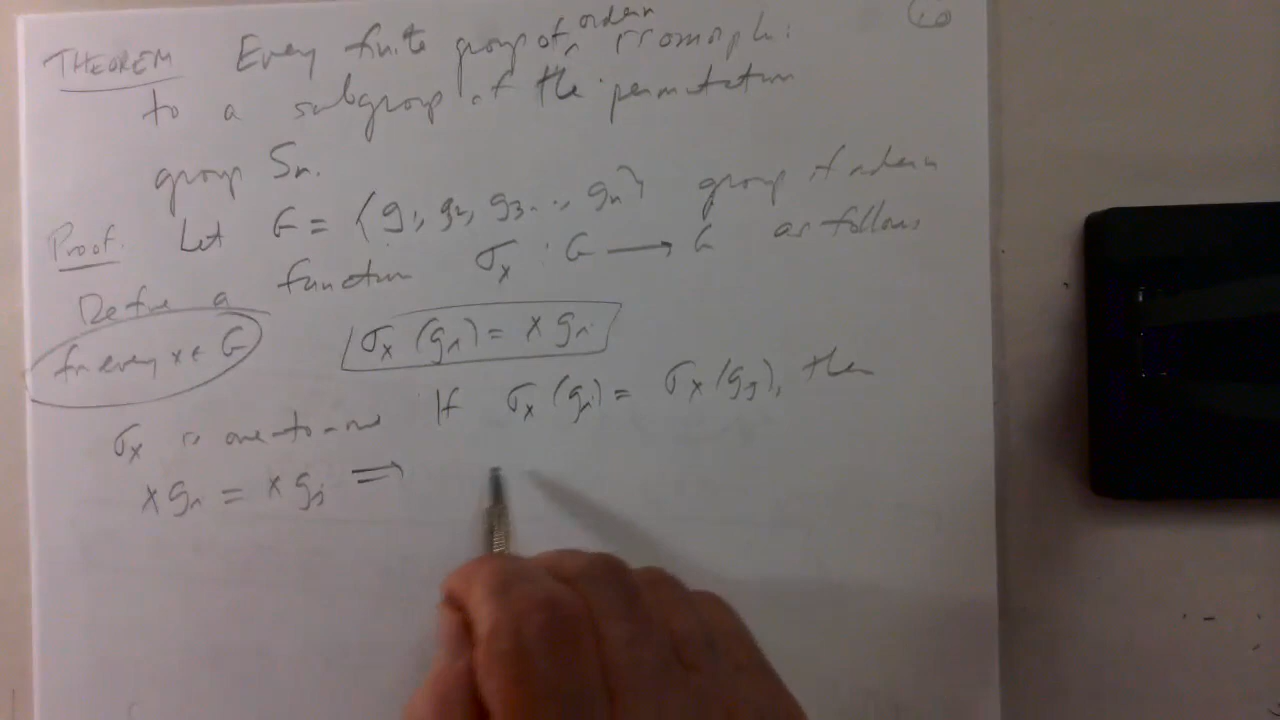 THEOREM Every finite group of order n isomorphic
to a subgroup of the permutation
group Sn.
Proof. Let G = {g1, g2, g3..., gn} group of order n
Define a function σx : G → G as follows
for every x ∈ G σx (gi) = x gi
σx is one-to-one If σx (gi) = σx (gj), then
x gi = x gj ⟹